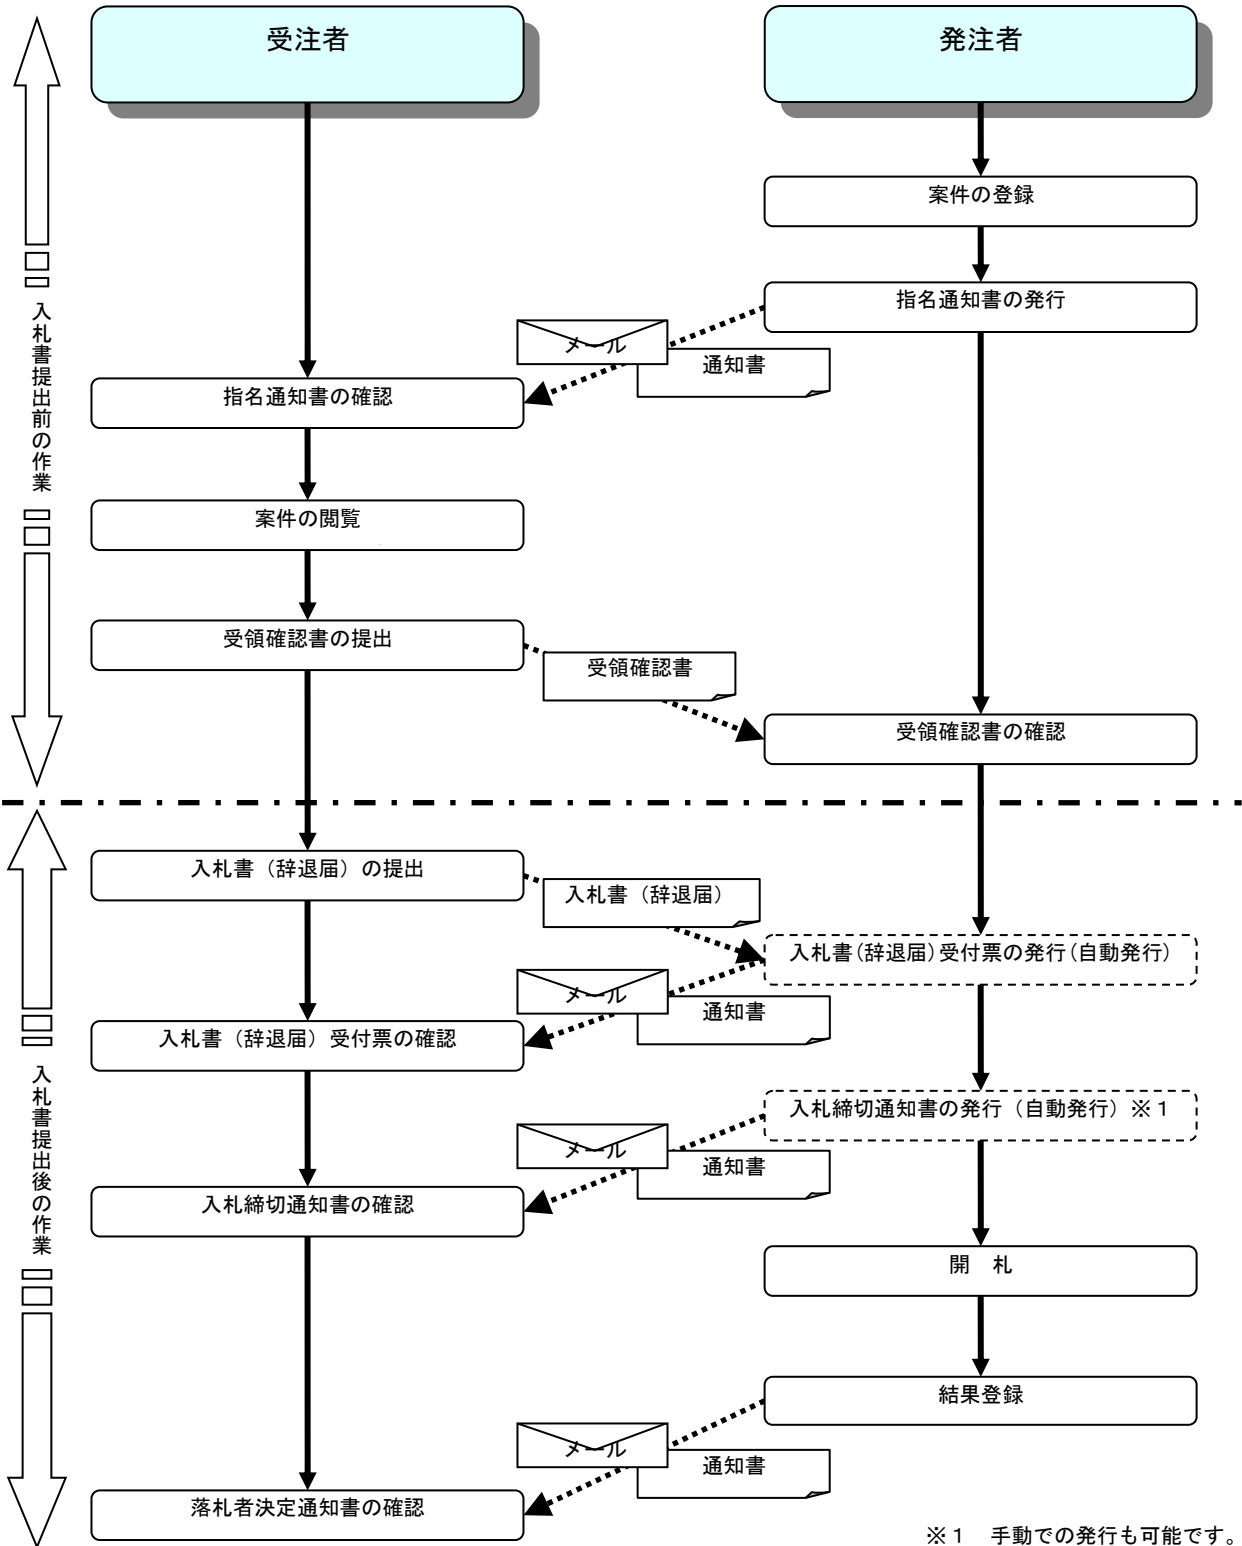 受注者
発注者
案件の登録
指名通知書の発行
メール
通知書
指名通知書の確認
入札書提出前の作業
案件の閲覧
受領確認書の提出
受領確認書
受領確認書の確認
入札書（辞退届）の提出
入札書（辞退届）
入札書(辞退届)受付票の発行(自動発行)
メール
通知書
入札書（辞退届）受付票の確認
入札書提出後の作業
入札締切通知書の発行（自動発行）※１
メール
通知書
入札締切通知書の確認
開　札
結果登録
メール
通知書
落札者決定通知書の確認
※１　手動での発行も可能です。